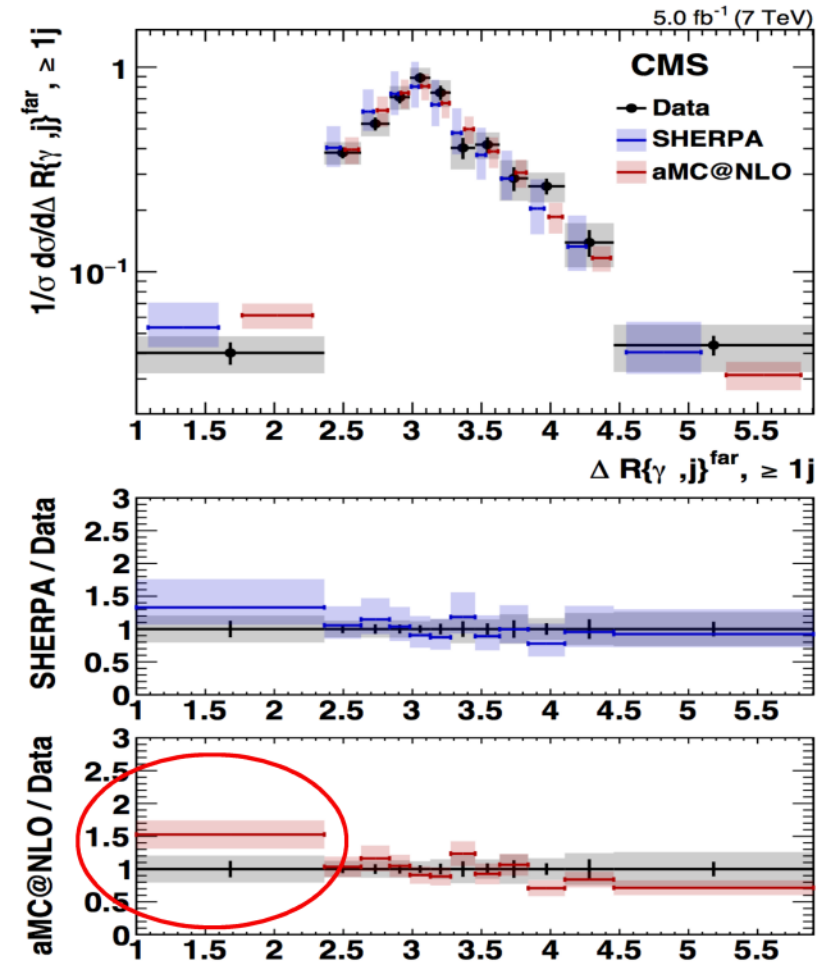 5.0 fb⁻¹ (7 TeV)
1/σ dσ/dΔ R{γ ,j}^far, ≥ 1j
1
10⁻¹
CMS
Data
SHERPA
aMC@NLO
1 1.5 2 2.5 3 3.5 4 4.5 5 5.5
Δ R{γ ,j}^far, ≥ 1j
SHERPA / Data
3
2.5
2
1.5
1
0.5
0
1 1.5 2 2.5 3 3.5 4 4.5 5 5.5
aMC@NLO / Data
3
2.5
2
1.5
1
0.5
0
1 1.5 2 2.5 3 3.5 4 4.5 5 5.5